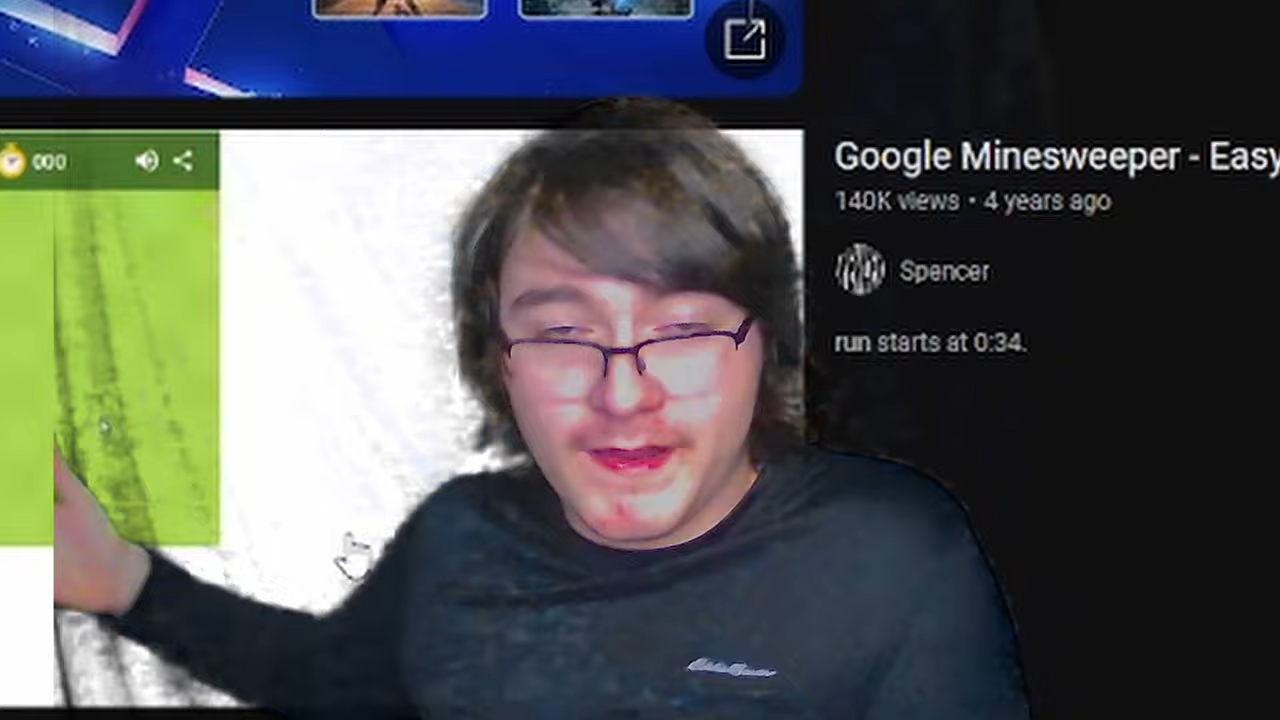 000
Google Minesweeper - Easy
140K views • 4 years ago
Spencer
run starts at 0:34.